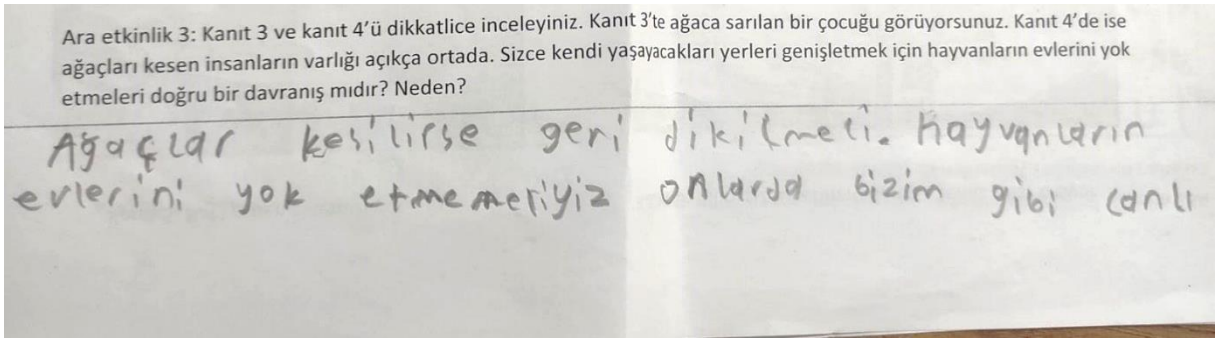 Ara etkinlik 3: Kanıt 3 ve kanıt 4'ü dikkatlice inceleyiniz. Kanıt 3'te ağaca sarılan bir çocuğu görüyorsunuz. Kanıt 4'de ise
ağaçları kesen insanların varlığı açıkça ortada. Sizce kendi yaşayacakları yerleri genişletmek için hayvanların evlerini yok
etmeleri doğru bir davranış mıdır? Neden?
Ağaçlar kesilirse geri dikilmeli. Hayvanların
evlerini yok etmemeliyiz onlarda bizim gibi canlı